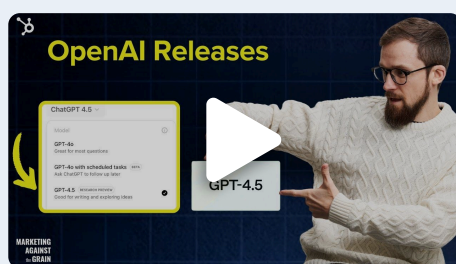 OpenAI Releases
ChatGPT 4.5
Model
GPT-4o
Great for most questions
GPT-4o with scheduled tasks BETA
Ask ChatGPT to follow up later
GPT-4.5 RESEARCH PREVIEW
Good for writing and exploring ideas
GPT-4.5
MARKETING
AGAINST
the GRAIN